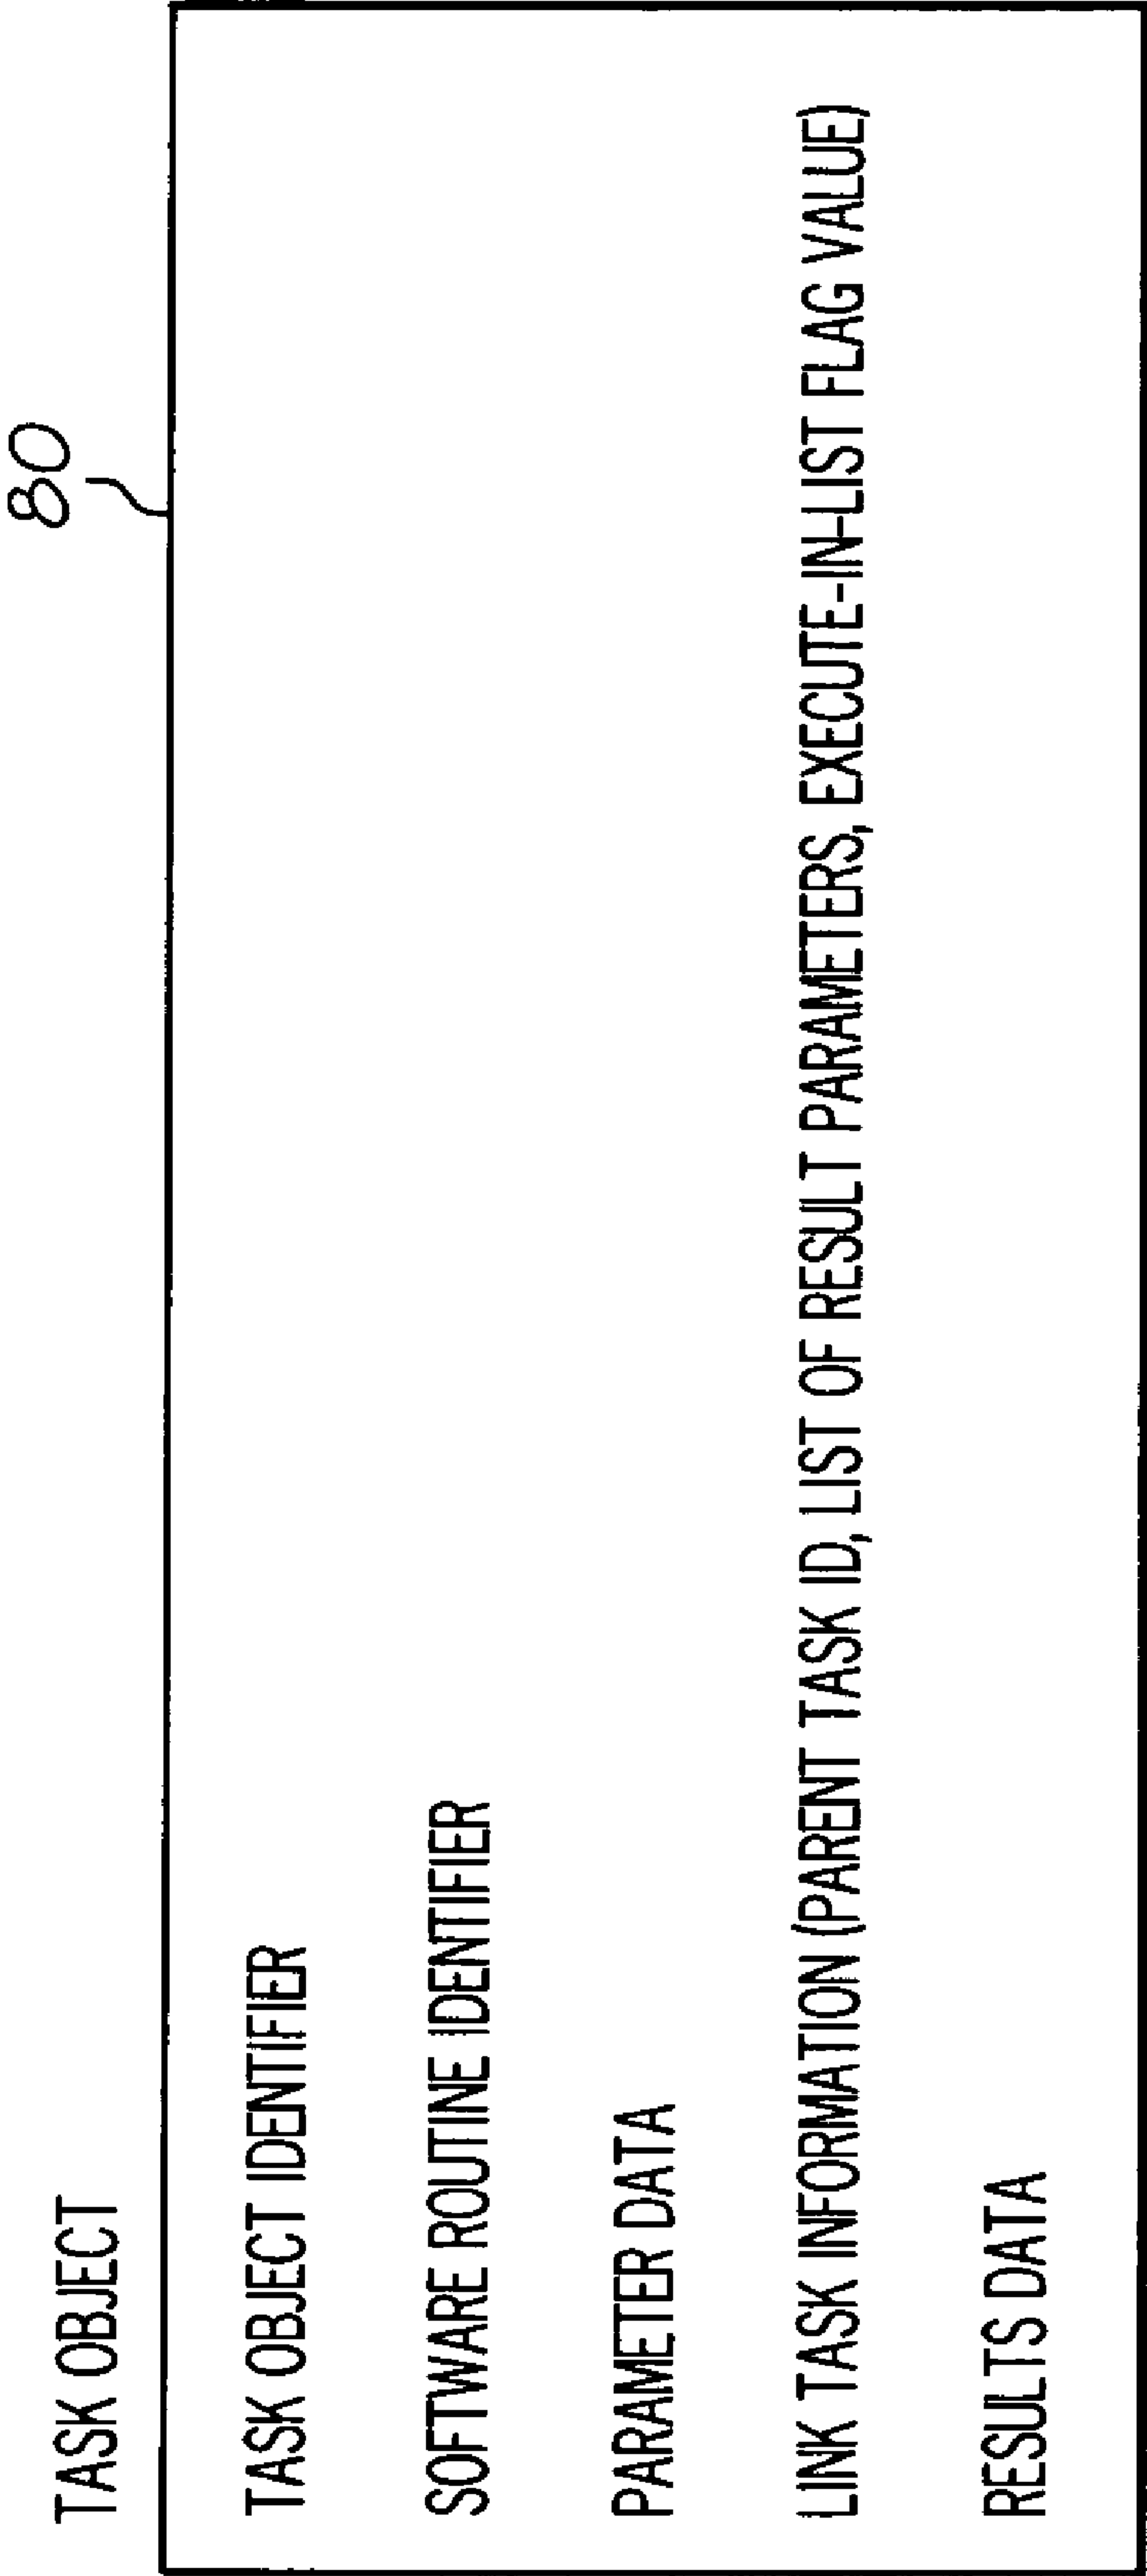 TASK OBJECT
80
TASK OBJECT IDENTIFIER
SOFTWARE ROUTINE IDENTIFIER
PARAMETER DATA
LINK TASK INFORMATION (PARENT TASK ID, LIST OF RESULT PARAMETERS, EXECUTE-IN-LIST FLAG VALUE)
RESULTS DATA